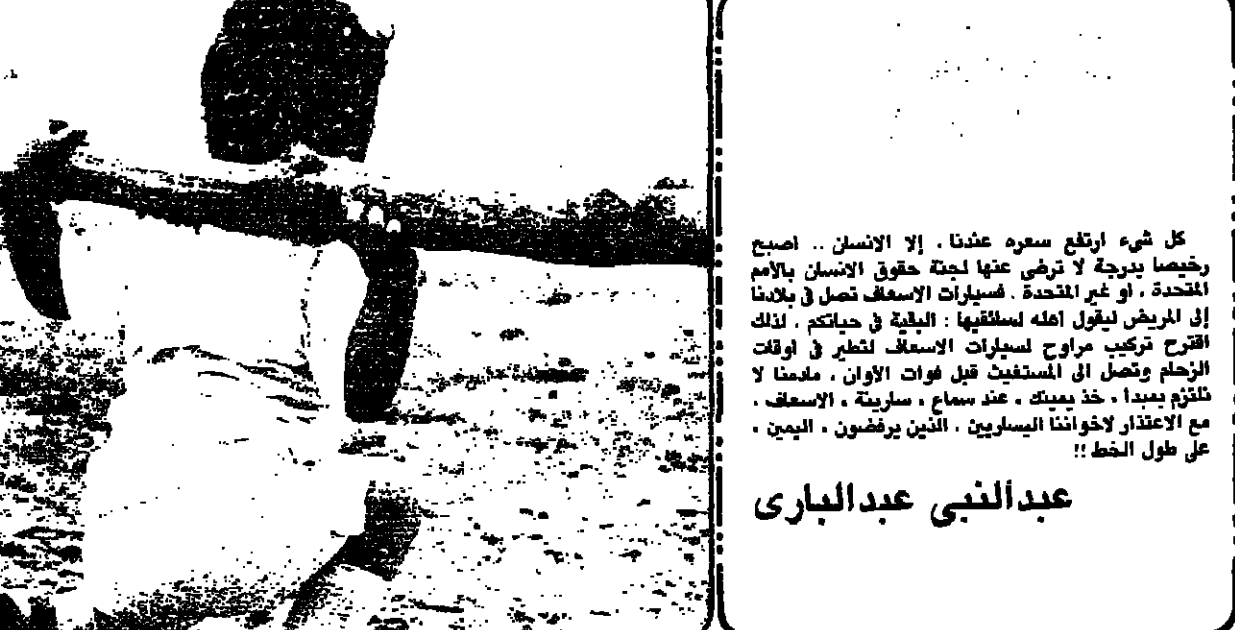 كل شيء ارتفع سعره عندنا . إلا الانسان .. اصبح
رخيصا بدرجة لا ترضى عنها لجنة حقوق الانسان بالأمم
المتحدة ، او غير المتحدة . فسيارات الاسعاف تصل في بلادنا
إلى المريض ليقول اهله لسائقيها : البقية في حياتكم . لذلك
اقترح تركيب مراوح لسيارات الاسعاف لتطير في اوقات
الزحام وتصل الى المستغيث قبل فوات الأوان ، مادمنا لا
نلتزم بمبدأ ، خذ يمينك ، عند سماع ، سارينة ، الاسعاف .
مع الاعتذار لاخواننا اليساريين . الذين يرفضون ، اليمين ،
على طول الخط !!
عبدالنبى عبدالبارى